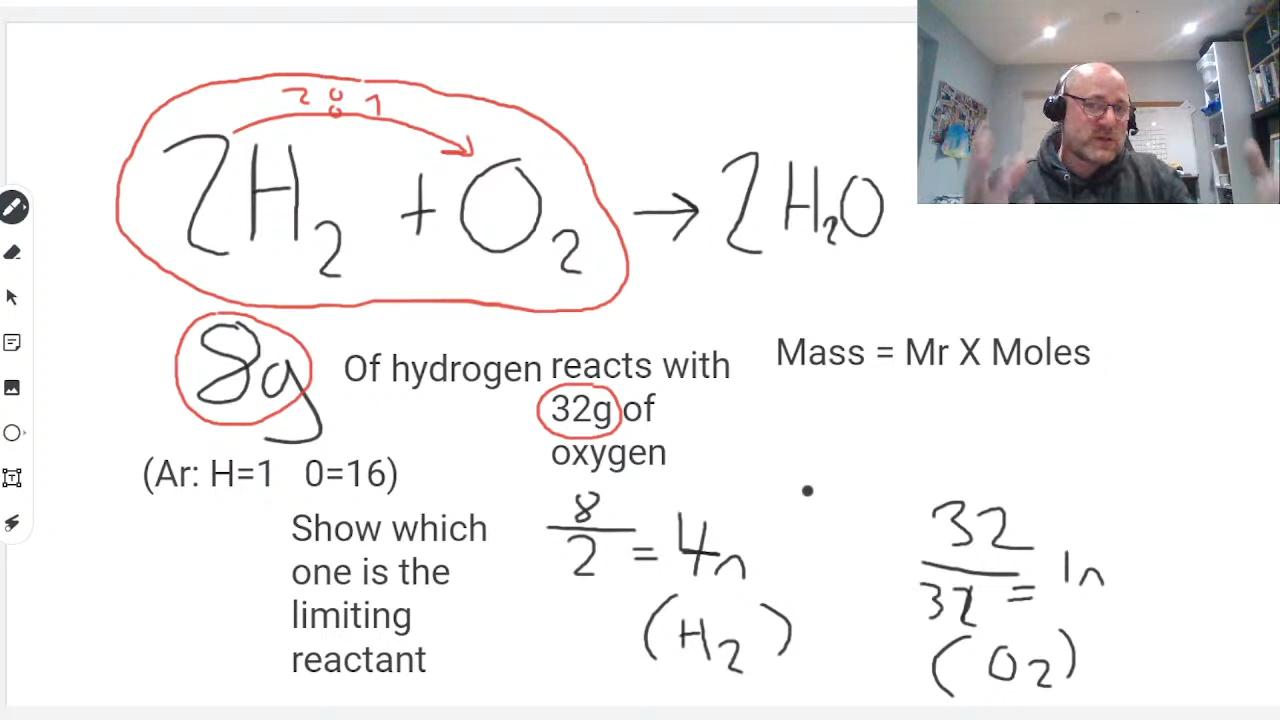 2:1
2H₂ + O₂ → 2H₂O
8g Of hydrogen reacts with
32g of
oxygen
Mass = Mr X Moles
(Ar: H=1 0=16)
Show which
one is the
limiting
reactant
8/2 = 4n
(H₂)
32/32 = 1n
(O₂)